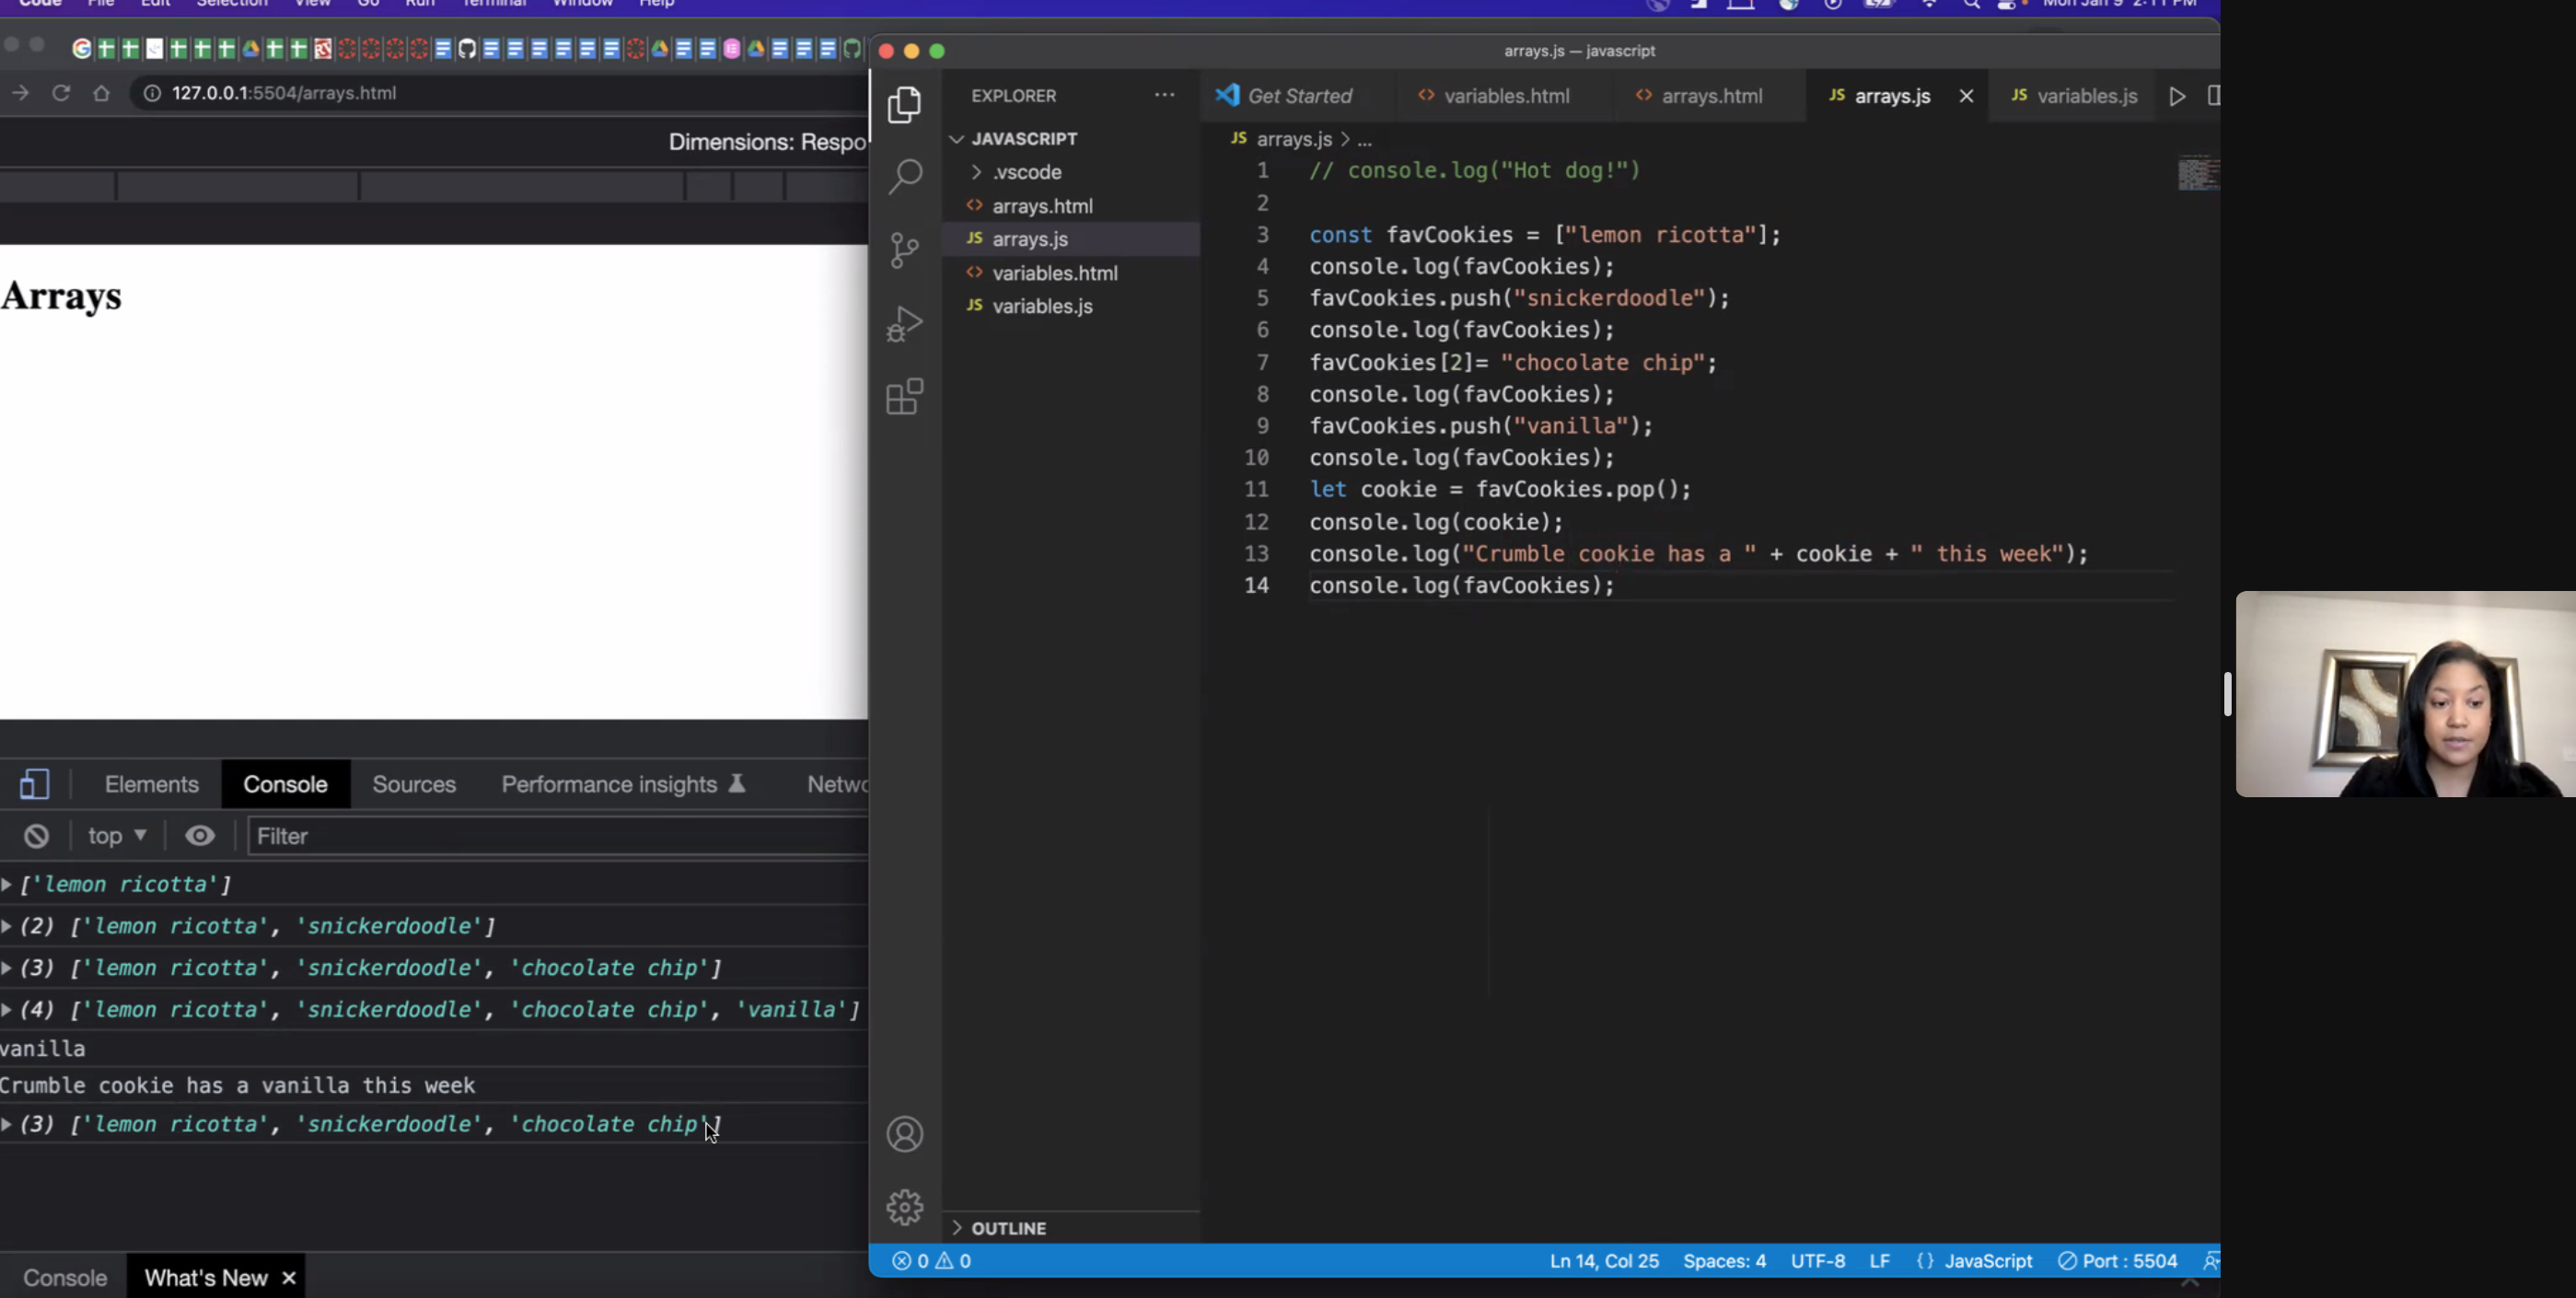 Code File Edit Selection View Go Run Terminal Window Help
Mon Jan 9 2:11 PM
arrays.js — javascript
127.0.0.1:5504/arrays.html
Dimensions: Respo
Arrays
Elements Console Sources Performance insights Netwo
top Filter
['lemon ricotta']
(2) ['lemon ricotta', 'snickerdoodle']
(3) ['lemon ricotta', 'snickerdoodle', 'chocolate chip']
(4) ['lemon ricotta', 'snickerdoodle', 'chocolate chip', 'vanilla']
vanilla
Crumble cookie has a vanilla this week
(3) ['lemon ricotta', 'snickerdoodle', 'chocolate chip']
Console What's New ×
EXPLORER ...
JAVASCRIPT
.vscode
<> arrays.html
JS arrays.js
<> variables.html
JS variables.js
OUTLINE
Get Started <> variables.html <> arrays.html JS arrays.js × JS variables.js
JS arrays.js > ...
1 // console.log("Hot dog!")
2
3 const favCookies = ["lemon ricotta"];
4 console.log(favCookies);
5 favCookies.push("snickerdoodle");
6 console.log(favCookies);
7 favCookies[2]= "chocolate chip";
8 console.log(favCookies);
9 favCookies.push("vanilla");
10 console.log(favCookies);
11 let cookie = favCookies.pop();
12 console.log(cookie);
13 console.log("Crumble cookie has a " + cookie + " this week");
14 console.log(favCookies);
0 0 Ln 14, Col 25 Spaces: 4 UTF-8 LF {} JavaScript Port : 5504